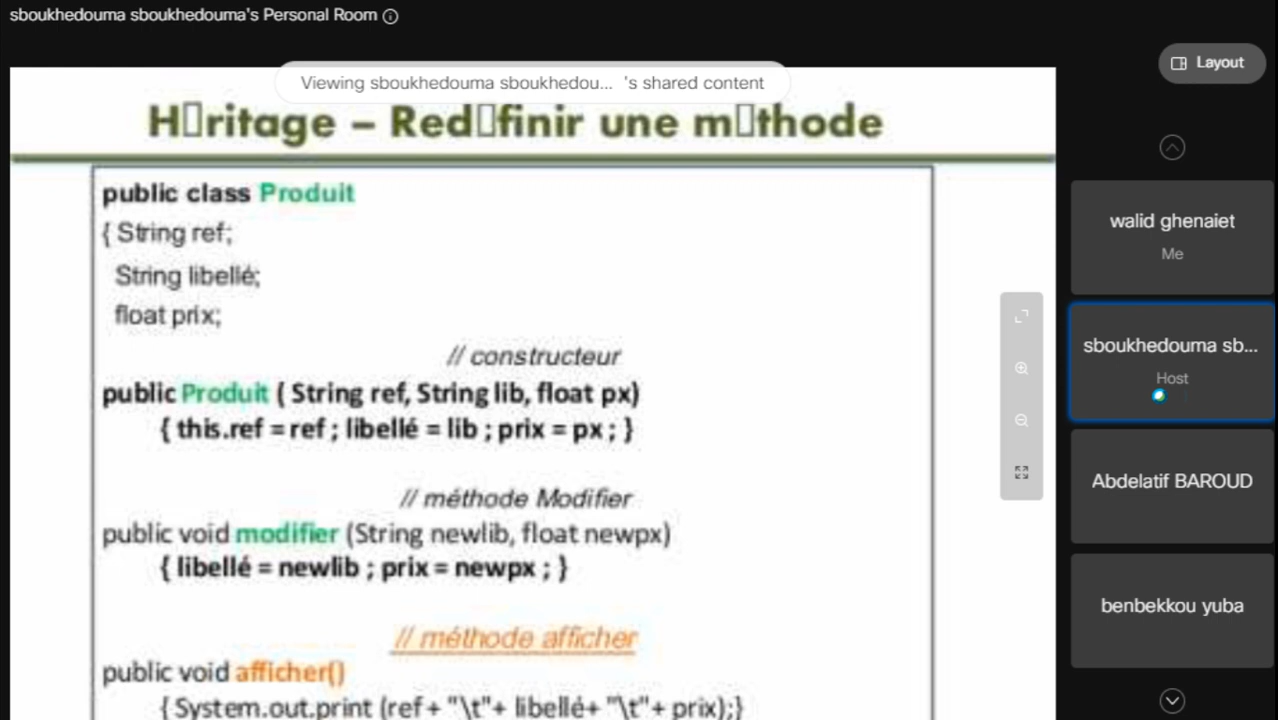 sboukhedouma sboukhedouma's Personal Room
Layout
Viewing sboukhedouma sboukhedou... 's shared content
H▯ritage – Red▯finir une m▯thode
public class Produit
{ String ref;
String libellé;
float prix;
// constructeur
public Produit ( String ref, String lib, float px)
{ this.ref = ref ; libellé = lib ; prix = px ; }
// méthode Modifier
public void modifier (String newlib, float newpx)
{ libellé = newlib ; prix = newpx ; }
// méthode afficher
public void afficher()
{ System.out.print (ref + "\t"+ libellé+ "\t"+ prix);}
walid ghenaiet
Me
sboukhedouma sb...
Host
Abdelatif BAROUD
benbekkou yuba